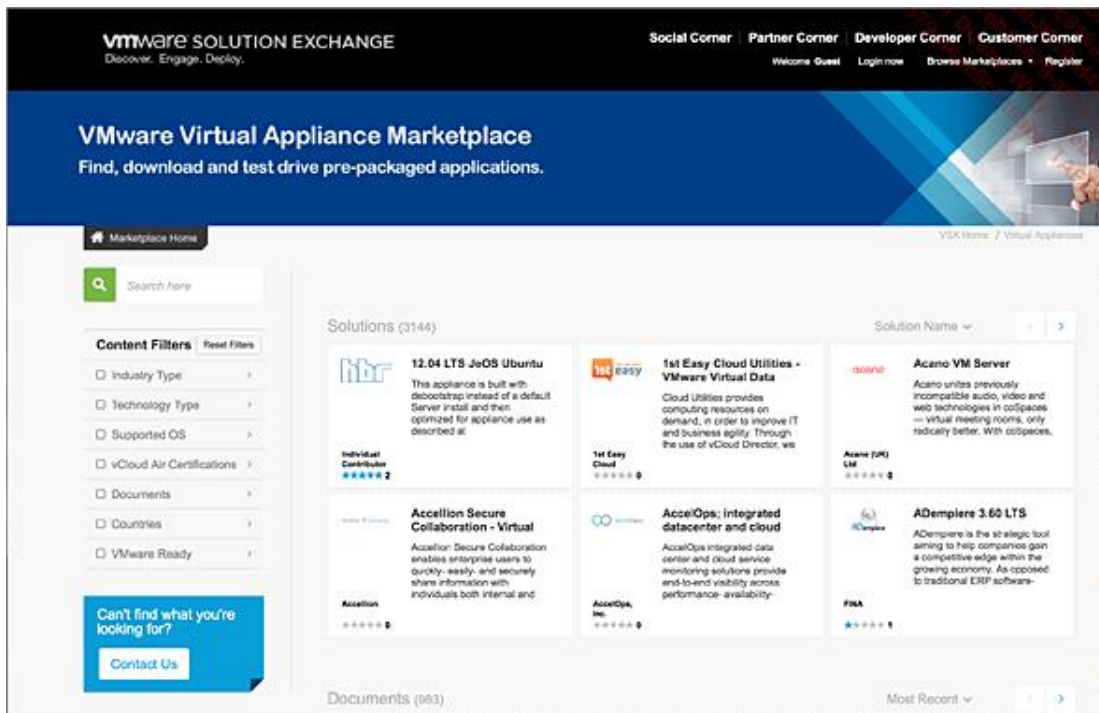 vmware SOLUTION EXCHANGE
Discover. Engage. Deploy.
Social Corner Partner Corner Developer Corner Customer Corner
Welcome Guest Login now Browse Marketplaces Register
VMware Virtual Appliance Marketplace
Find, download and test drive pre-packaged applications.
Marketplace Home
VSX Home / Virtual Appliances
Search here
Content Filters Reset Filters
Industry Type
Technology Type
Supported OS
vCloud Air Certifications
Documents
Countries
VMware Ready
Can't find what you're
looking for?
Contact Us
Solutions (3144)
Solution Name
hbr
12.04 LTS JeOS Ubuntu
This appliance is built with
debootstrap instead of a default
Server install and then
optimized for appliance use as
described at
Individual
Contributor
2
1st easy
1st Easy Cloud Utilities -
VMware Virtual Data
Cloud Utilities provides
computing resources on
demand, in order to improve IT
and business agility. Through
the use of vCloud Director, we
1st Easy
Cloud
0
acano
Acano VM Server
Acano unites previously
incompatible audio, video and
web technologies in coSpaces
— virtual meeting rooms, only
radically better. With coSpaces,
Acano (UK)
Ltd
0
Accellion Secure
Collaboration - Virtual
Accellion Secure Collaboration
enables enterprise users to
quickly- easily- and securely
share information with
individuals both internal and
Accellion
0
AccelOps; integrated
datacenter and cloud
AccelOps integrated data
center and cloud service
monitoring solutions provide
end-to-end visibility across
performance- availability-
AccelOps,
Inc.
0
ADempiere
ADempiere 3.60 LTS
ADempiere is the strategic tool
aiming to help companies gain
a competitive edge within the
growing economy. As opposed
to traditional ERP software-
FINA
1
Documents (983)
Most Recent